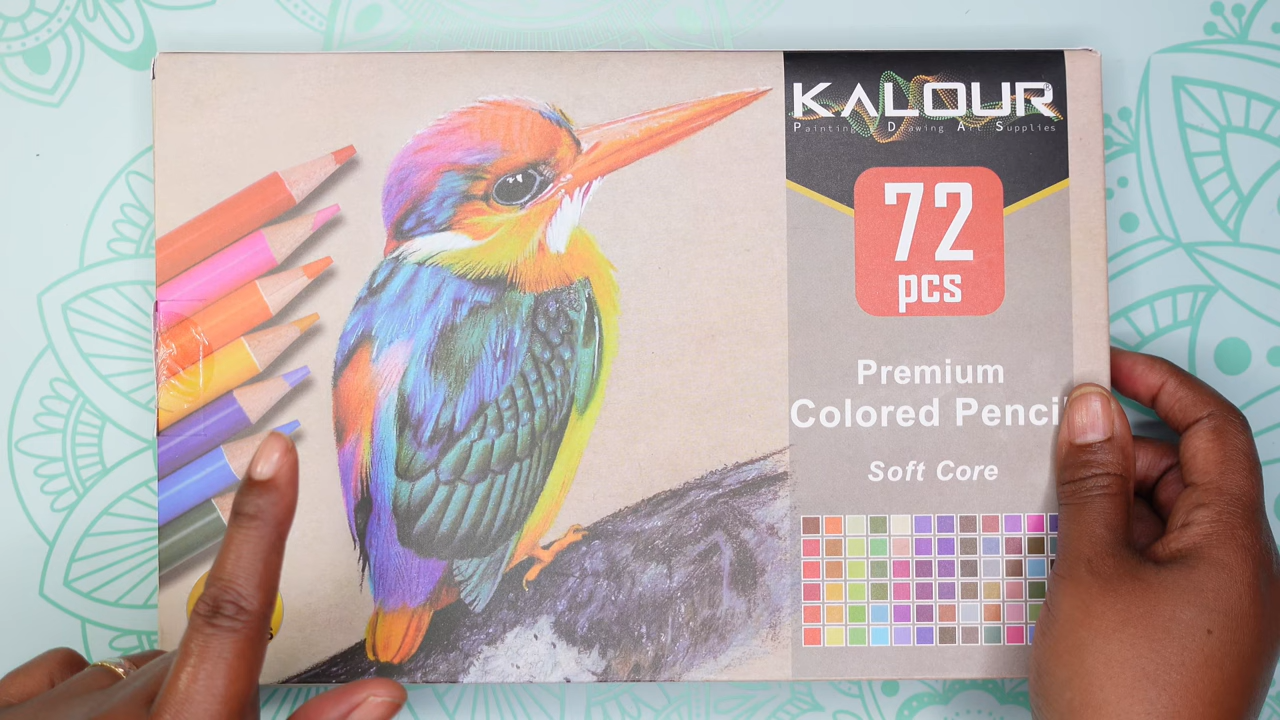 KALOUR
Painting Drawing Art Supplies
72
pcs
Premium
Colored Penci
Soft Core